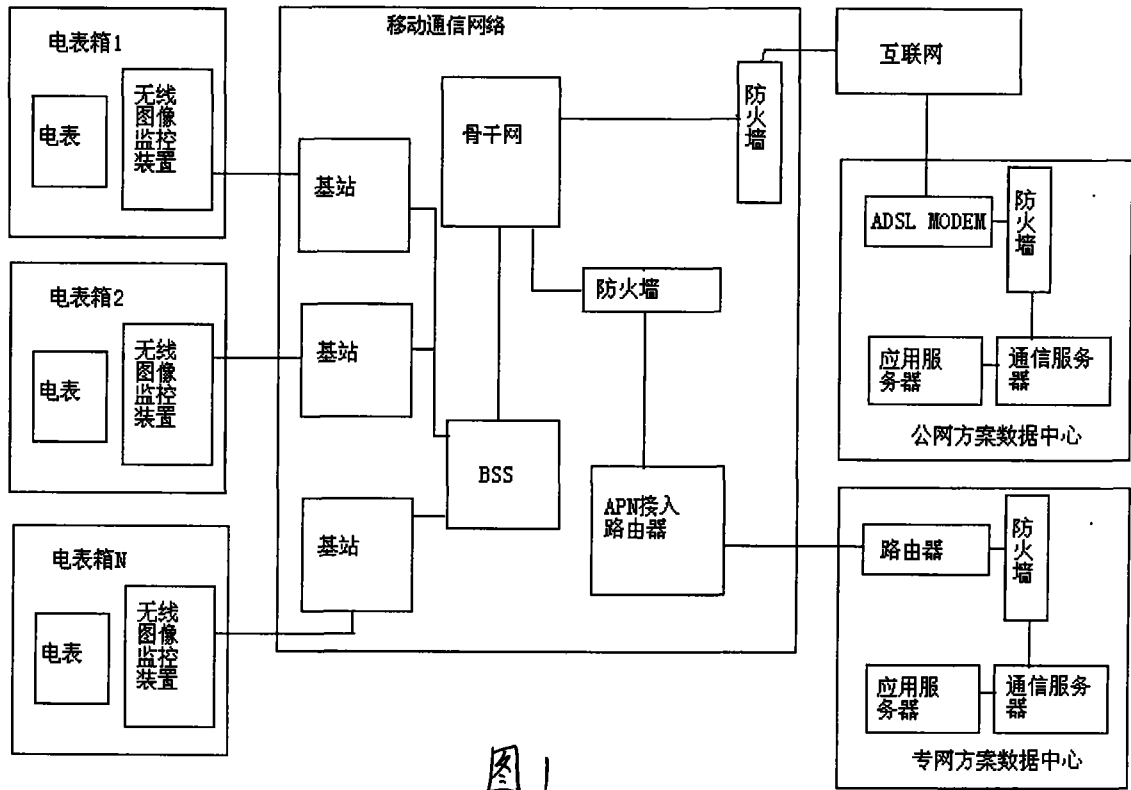 电表箱1
电表
无线
图像
监控
装置
电表箱2
电表
无线
图像
监控
装置
电表箱N
电表
无线
图像
监控
装置
移动通信网络
基站
基站
基站
骨干网
BSS
防火墙
防
火
墙
APN接入
路由器
互联网
ADSL MODEM
防
火
墙
应用服
务器
通信服务
器
公网方案数据中心
路由器
防
火
墙
应用服
务器
通信服务
器
专网方案数据中心
图1